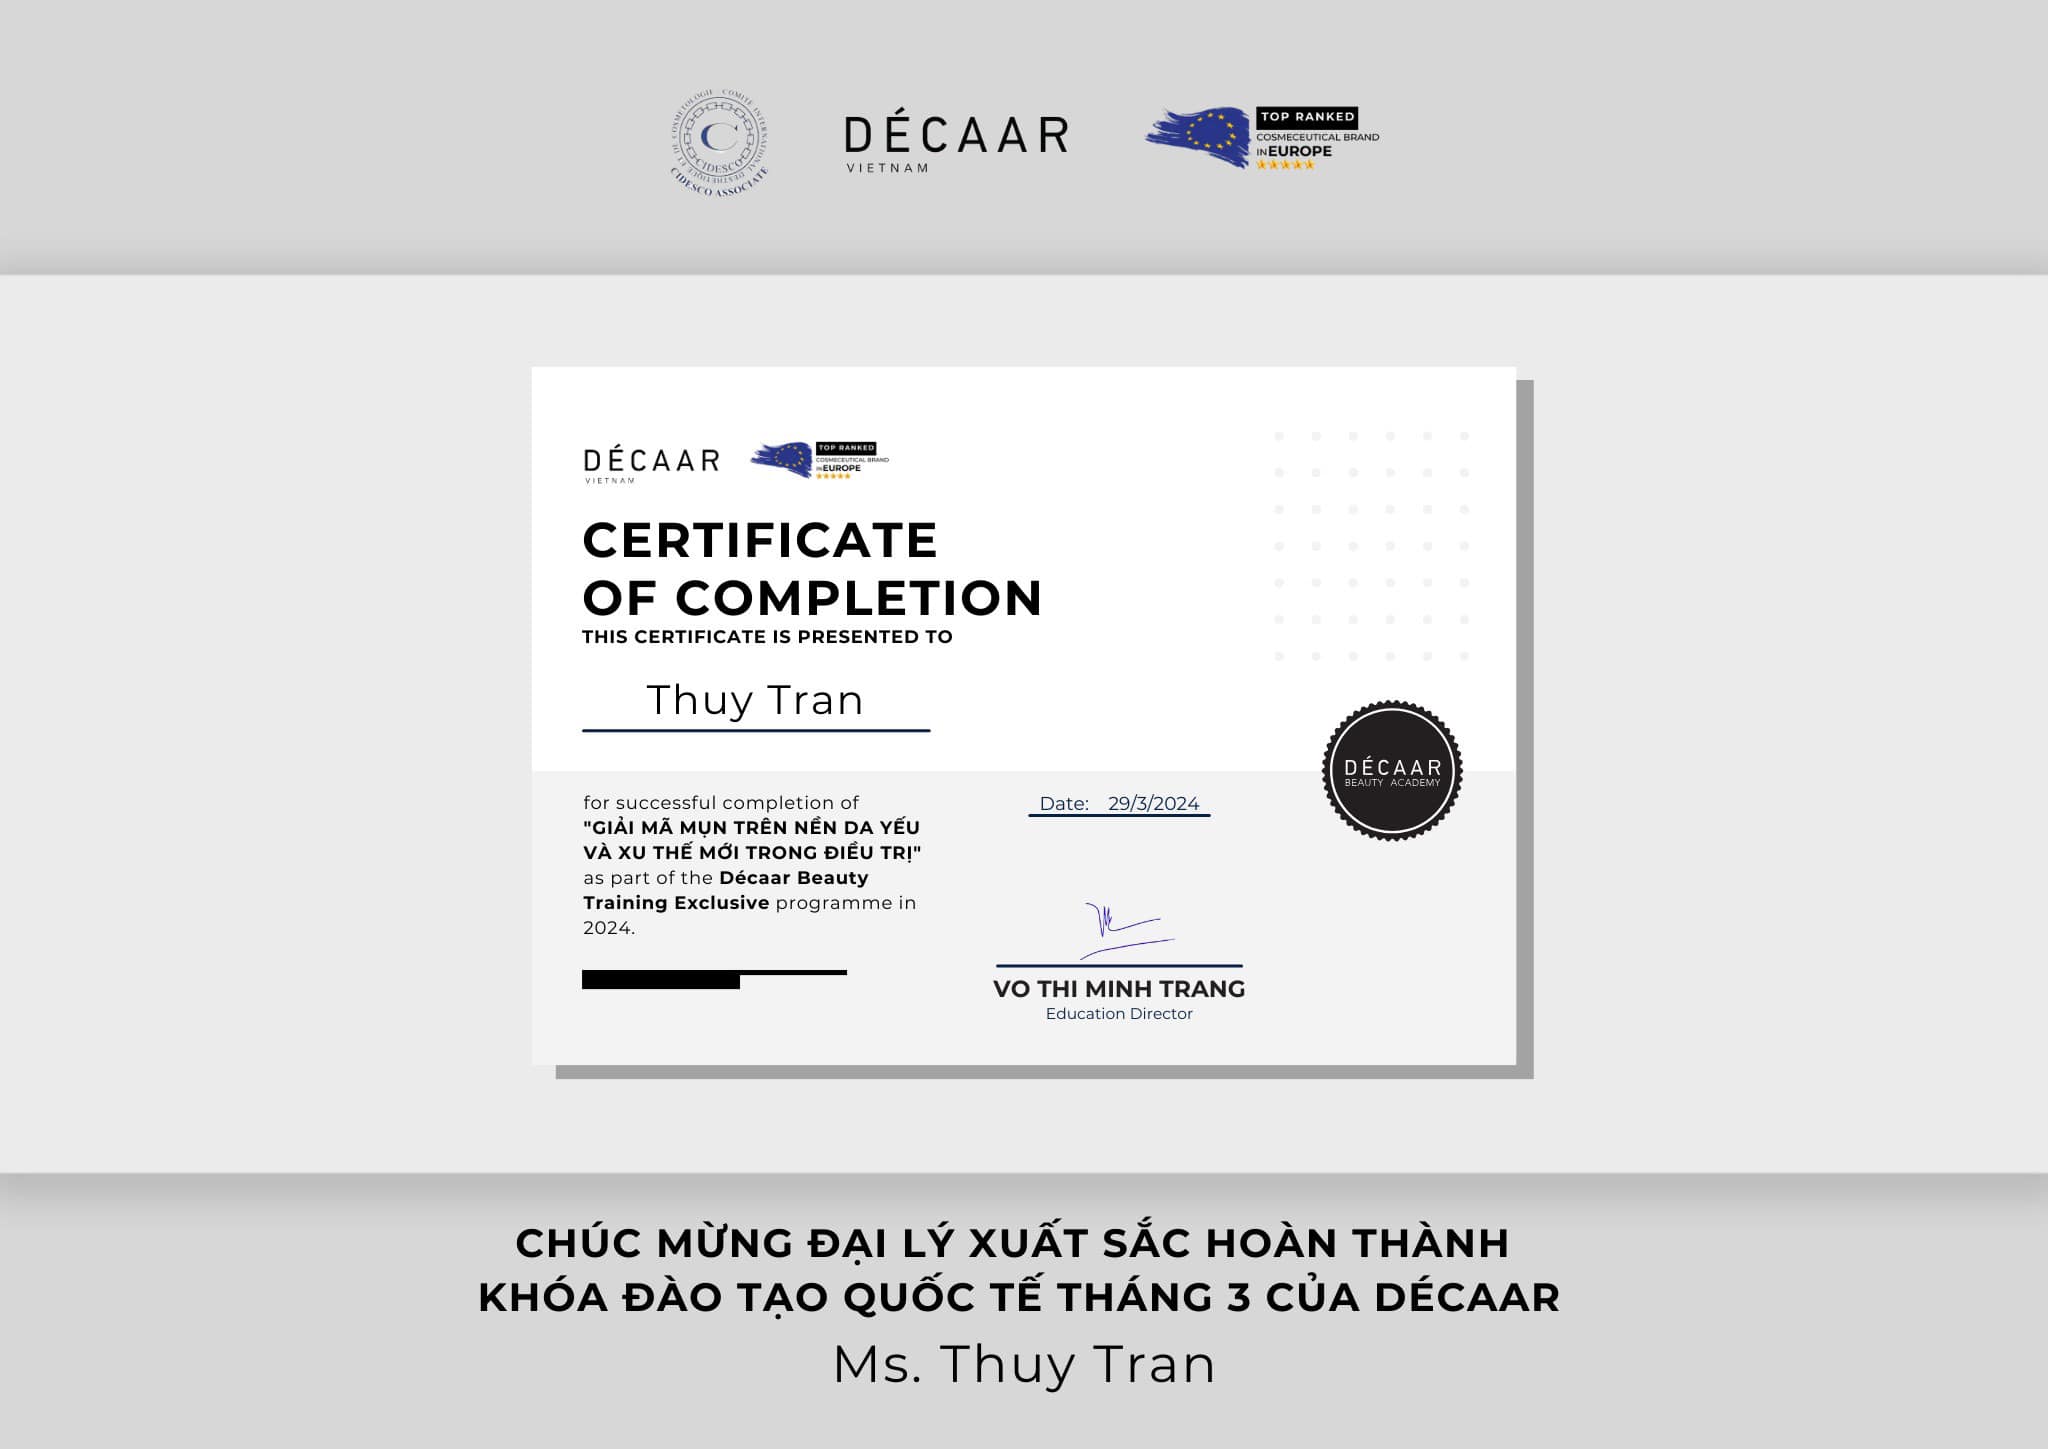 COMITÉ INTERNATIONAL D'ESTHÉTIQUE ET DE COSMETOLOGIE
CIDESCO
CIDESCO ASSOCIATE
DÉCAAR
VIETNAM
TOP RANKED
COSMECEUTICAL BRAND
IN EUROPE
DÉCAAR
VIETNAM
TOP RANKED
COSMECEUTICAL BRAND
IN EUROPE
CERTIFICATE
OF COMPLETION
THIS CERTIFICATE IS PRESENTED TO
Thuy Tran
DÉCAAR
BEAUTY ACADEMY
for successful completion of
"GIẢI MÃ MỤN TRÊN NỀN DA YẾU
VÀ XU THẾ MỚI TRONG ĐIỀU TRỊ"
as part of the Décaar Beauty
Training Exclusive programme in
2024.
Date: 29/3/2024
VO THI MINH TRANG
Education Director
CHÚC MỪNG ĐẠI LÝ XUẤT SẮC HOÀN THÀNH
KHÓA ĐÀO TẠO QUỐC TẾ THÁNG 3 CỦA DÉCAAR
Ms. Thuy Tran